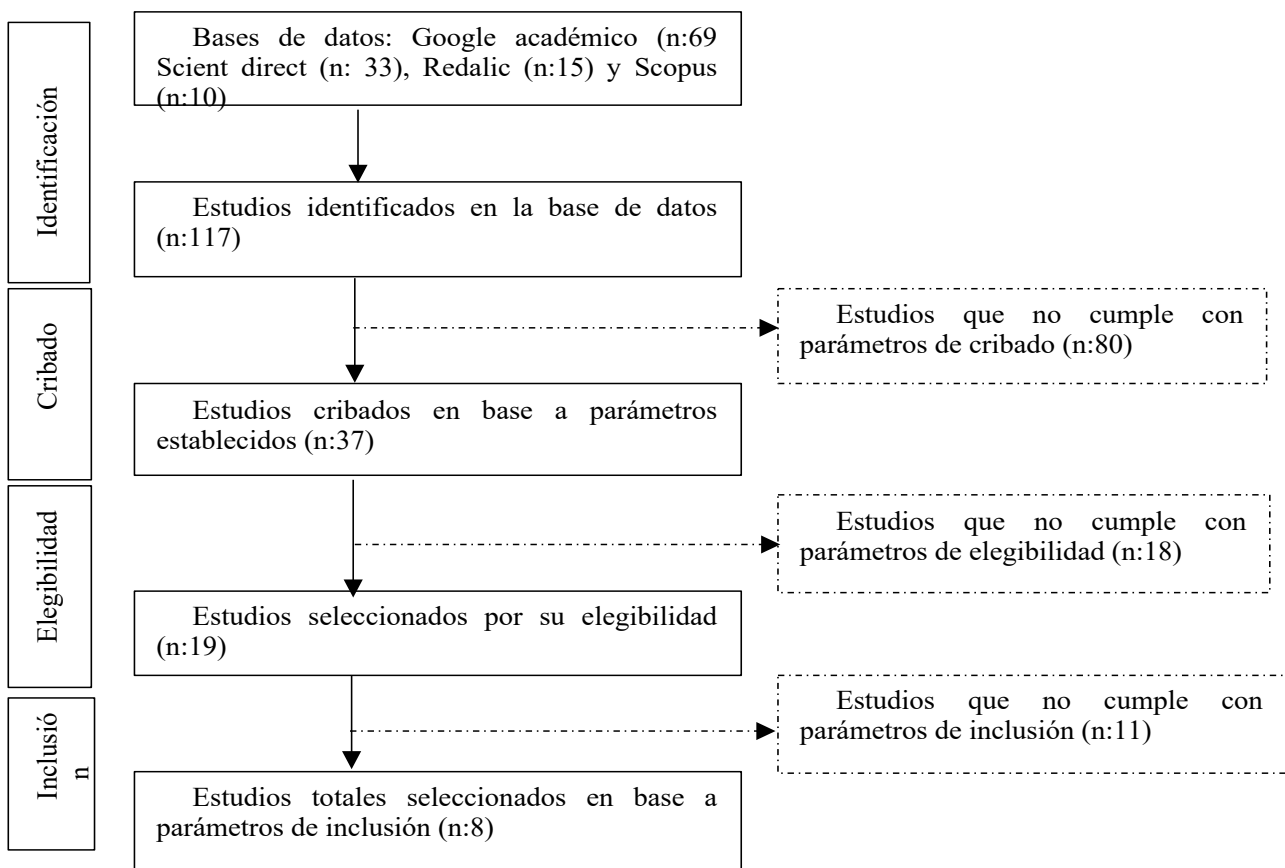 Identificación
Bases de datos: Google académico (n:69
Scient direct (n: 33), Redalic (n:15) y Scopus
(n:10)
Estudios identificados en la base de datos
(n:117)
Cribado
Estudios que no cumple con
parámetros de cribado (n:80)
Estudios cribados en base a parámetros
establecidos (n:37)
Elegibilidad
Estudios que no cumple con
parámetros de elegibilidad (n:18)
Estudios seleccionados por su elegibilidad
(n:19)
Inclusió
n
Estudios que no cumple con
parámetros de inclusión (n:11)
Estudios totales seleccionados en base a
parámetros de inclusión (n:8)